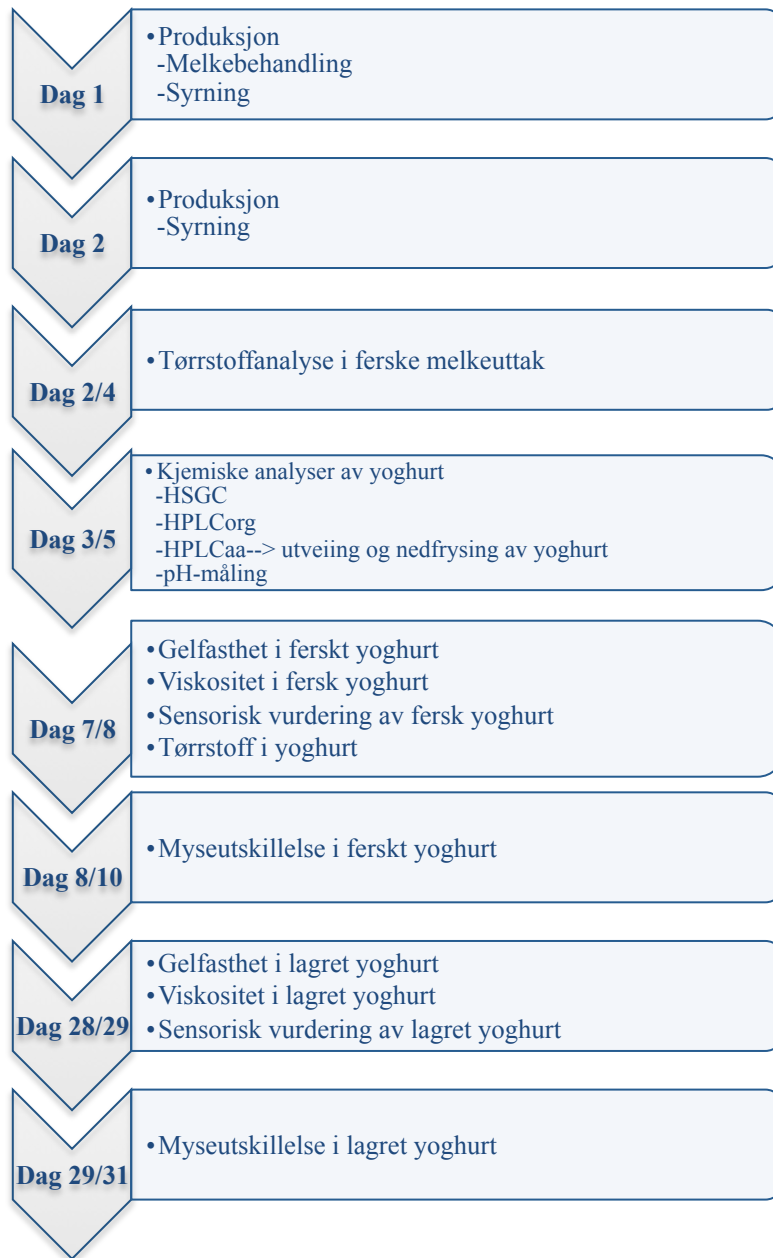 Dag 1
•Produksjon
-Melkebehandling
-Syrning
Dag 2
•Produksjon
-Syrning
Dag 2/4
•Tørrstoffanalyse i ferske melkeuttak
Dag 3/5
•Kjemiske analyser av yoghurt
-HSGC
-HPLCorg
-HPLCaa--> utveiing og nedfrysing av yoghurt
-pH-måling
Dag 7/8
•Gelfasthet i ferskt yoghurt
•Viskositet i fersk yoghurt
•Sensorisk vurdering av fersk yoghurt
•Tørrstoff i yoghurt
Dag 8/10
•Myseutskillelse i ferskt yoghurt
Dag 28/29
•Gelfasthet i lagret yoghurt
•Viskositet i lagret yoghurt
•Sensorisk vurdering av lagret yoghurt
Dag 29/31
•Myseutskillelse i lagret yoghurt